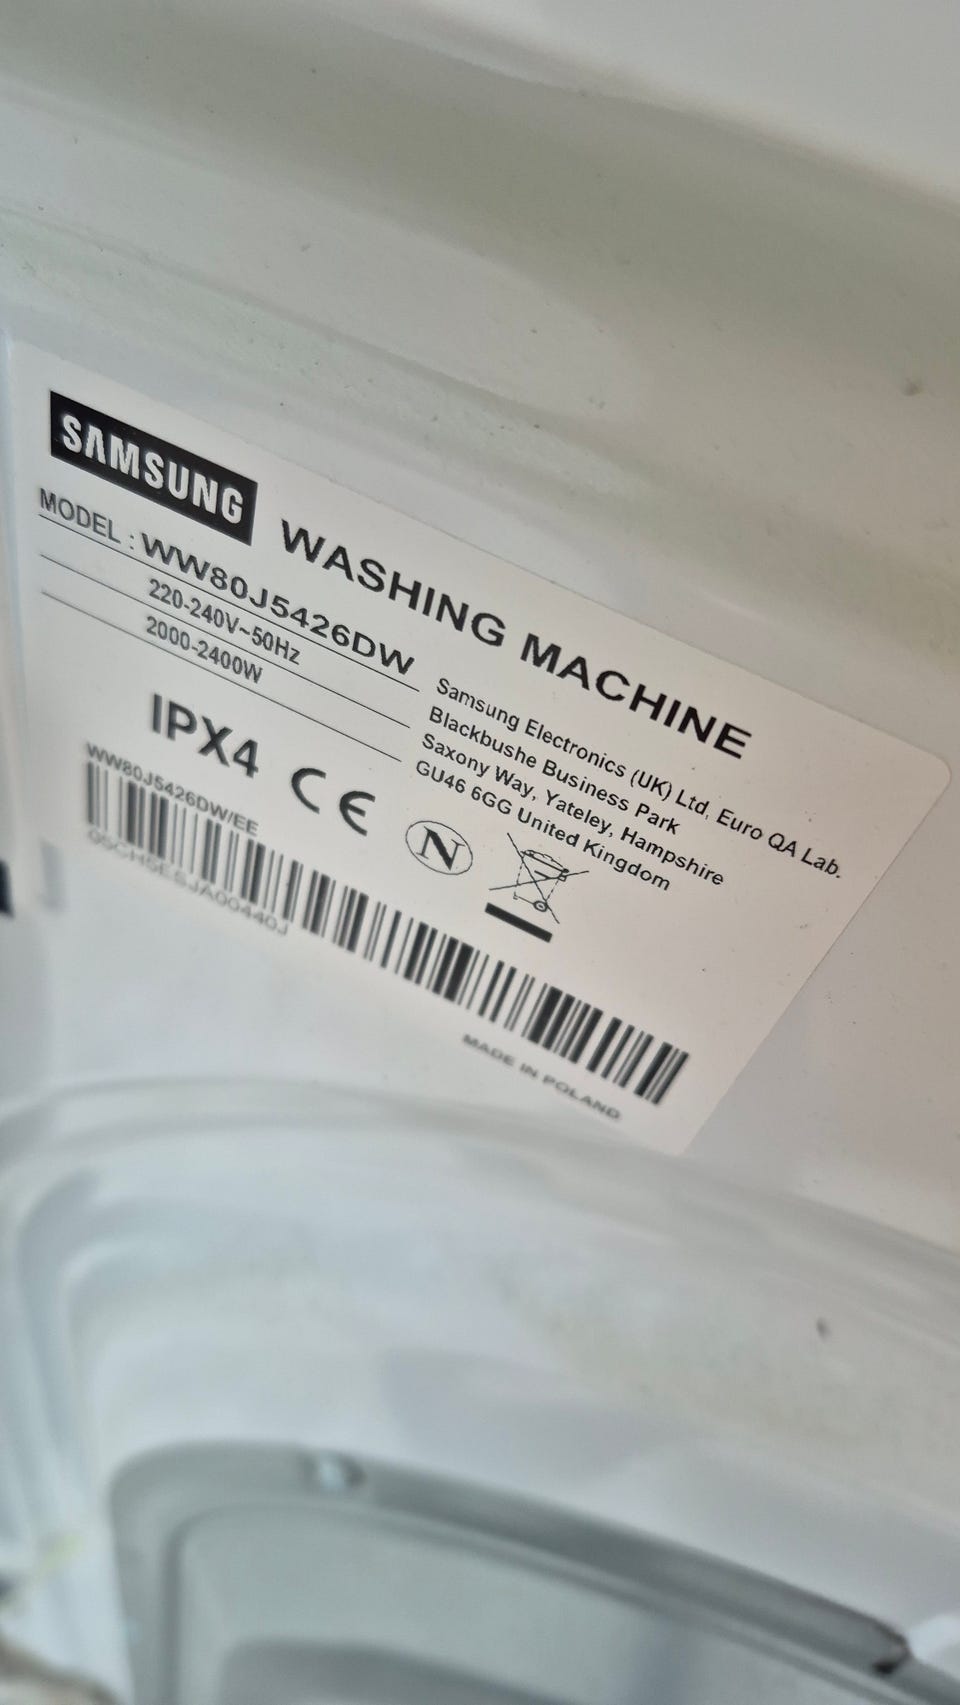 SAMSUNG
WASHING MACHINE
MODEL : WW80J5426DW
220-240V~50Hz
2000-2400W
Samsung Electronics (UK) Ltd, Euro QA Lab.
Blackbushe Business Park
Saxony Way, Yateley, Hampshire
GU46 6GG United Kingdom
IPX4 CE
N
WW80J5426DW/EE
MADE IN POLAND